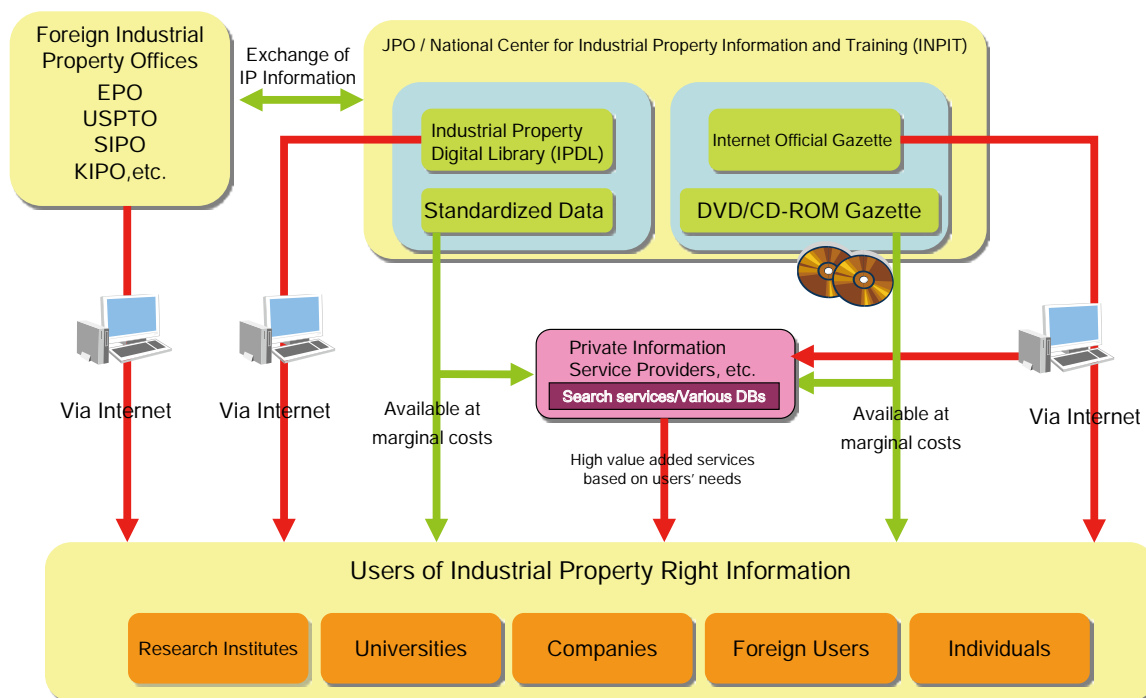 Foreign Industrial
Property Offices
EPO
USPTO
SIPO
KIPO,etc.
Exchange of
IP Information
JPO / National Center for Industrial Property Information and Training (INPIT)
Industrial Property
Digital Library (IPDL)
Standardized Data
Internet Official Gazette
DVD/CD-ROM Gazette
Private Information
Service Providers, etc.
Search services/Various DBs
Via Internet
Via Internet
Available at
marginal costs
High value added services
based on users' needs
Available at
marginal costs
Via Internet
Users of Industrial Property Right Information
Research Institutes
Universities
Companies
Foreign Users
Individuals